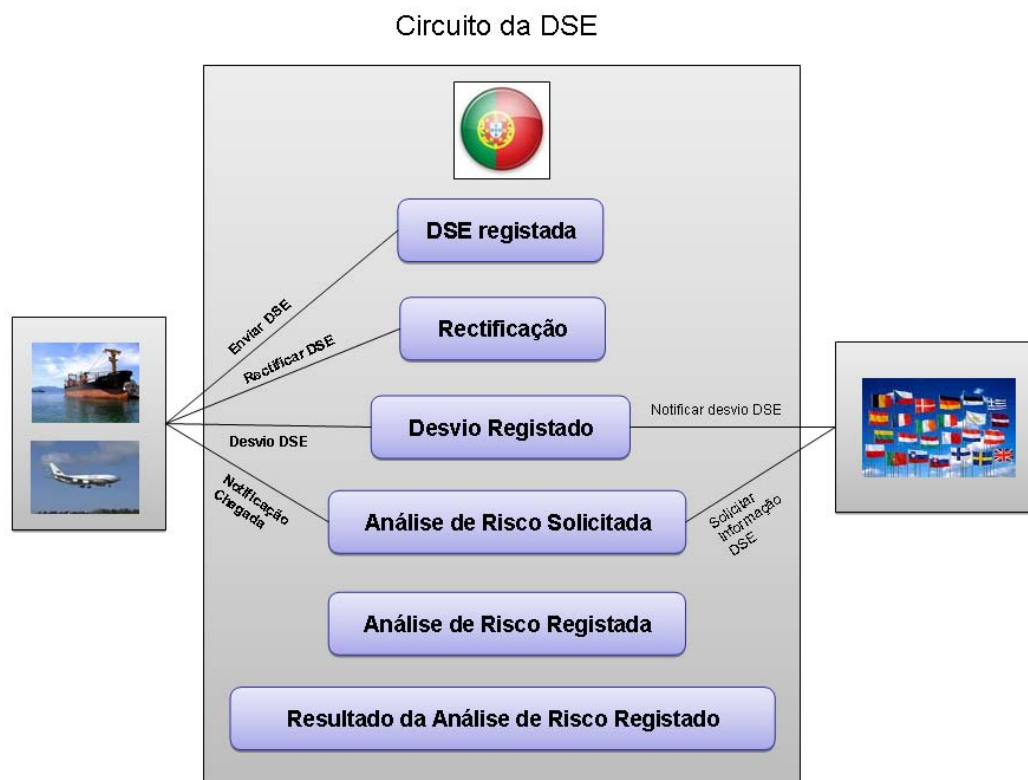 Circuito da DSE
DSE registada
Enviar DSE
Rectificação
Rectificar DSE
Desvio Registado
Desvio DSE
Notificar desvio DSE
Análise de Risco Solicitada
Notificação
Chegada
Solicitar
Informação
DSE
Análise de Risco Registada
Resultado da Análise de Risco Registado